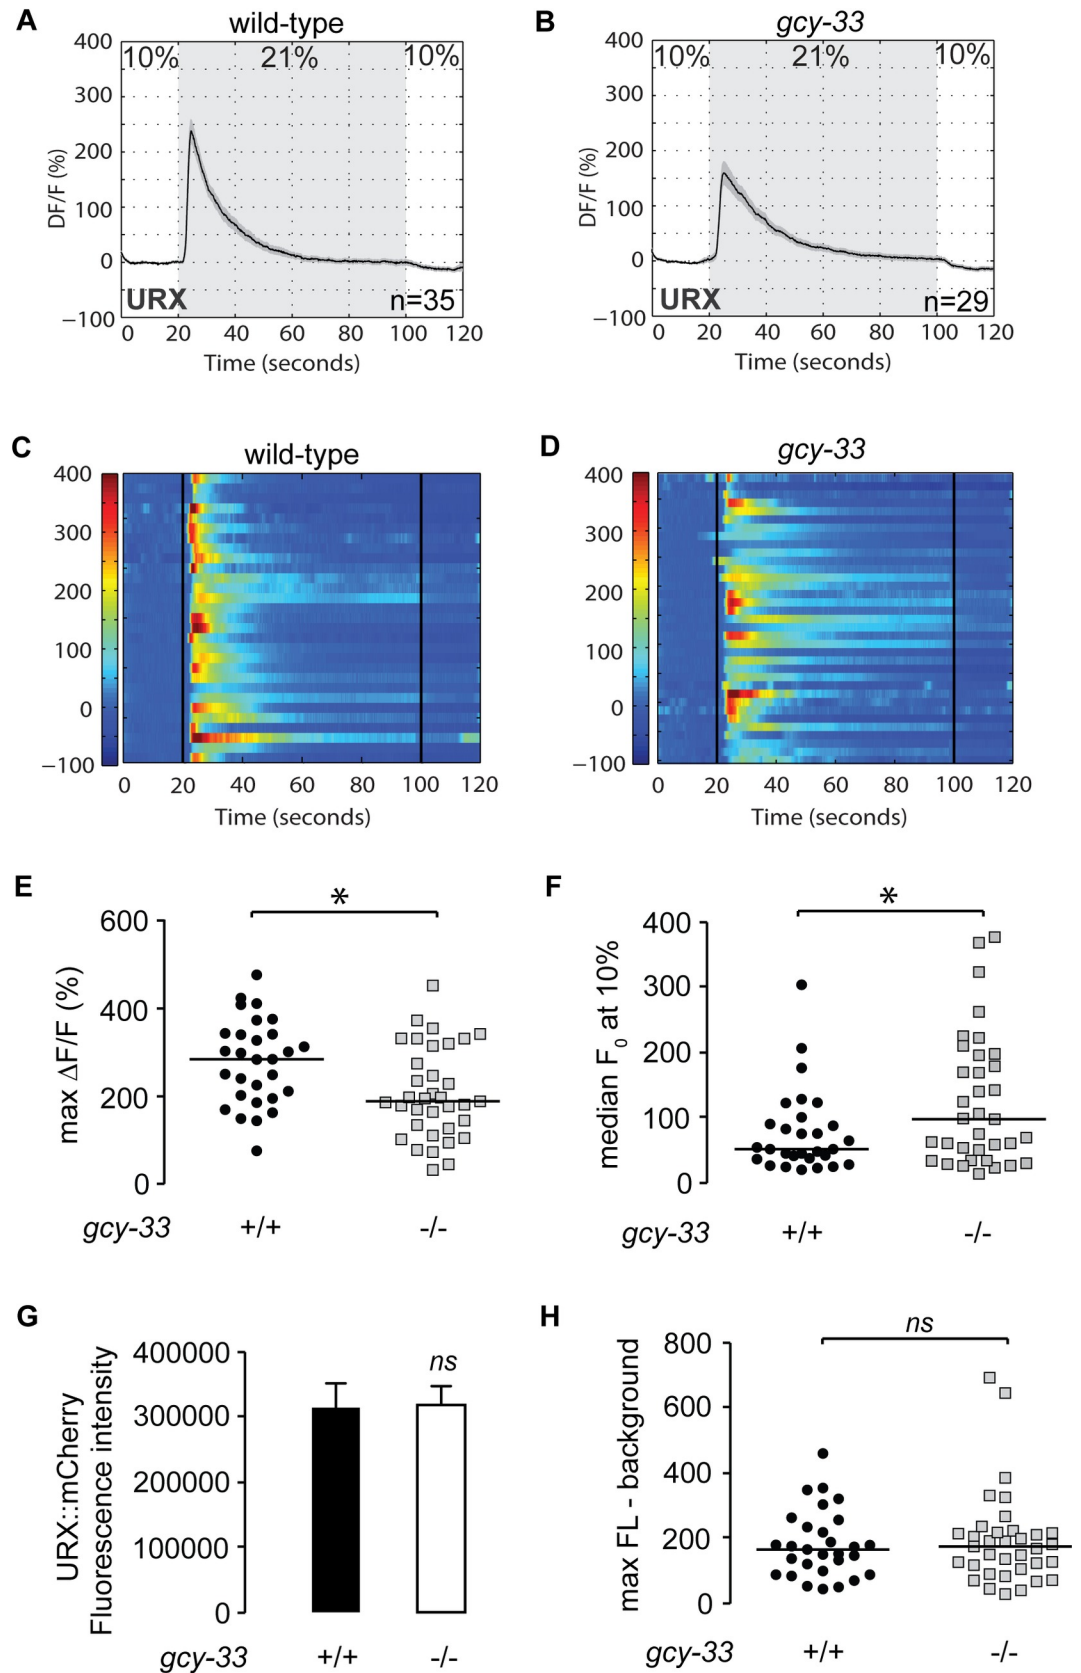 A
wild-type
B
gcy-33
400
10%
21%
10%
300
200
100
0
−100
DF/F (%)
URX
n=35
0 20 40 60 80 100 120
Time (seconds)
400
10%
21%
10%
300
200
100
0
−100
DF/F (%)
URX
n=29
0 20 40 60 80 100 120
Time (seconds)
C
wild-type
400
300
200
100
0
−100
0 20 40 60 80 100 120
Time (seconds)
D
gcy-33
400
300
200
100
0
−100
0 20 40 60 80 100 120
Time (seconds)
E
*
600
400
200
0
max ΔF/F (%)
gcy-33 +/+ -/-
F
*
400
300
200
100
0
median F0 at 10%
gcy-33 +/+ -/-
G
400000
300000
200000
100000
0
URX::mCherry
Fluorescence intensity
ns
gcy-33 +/+ -/-
H
ns
800
600
400
200
0
max FL - background
gcy-33 +/+ -/-